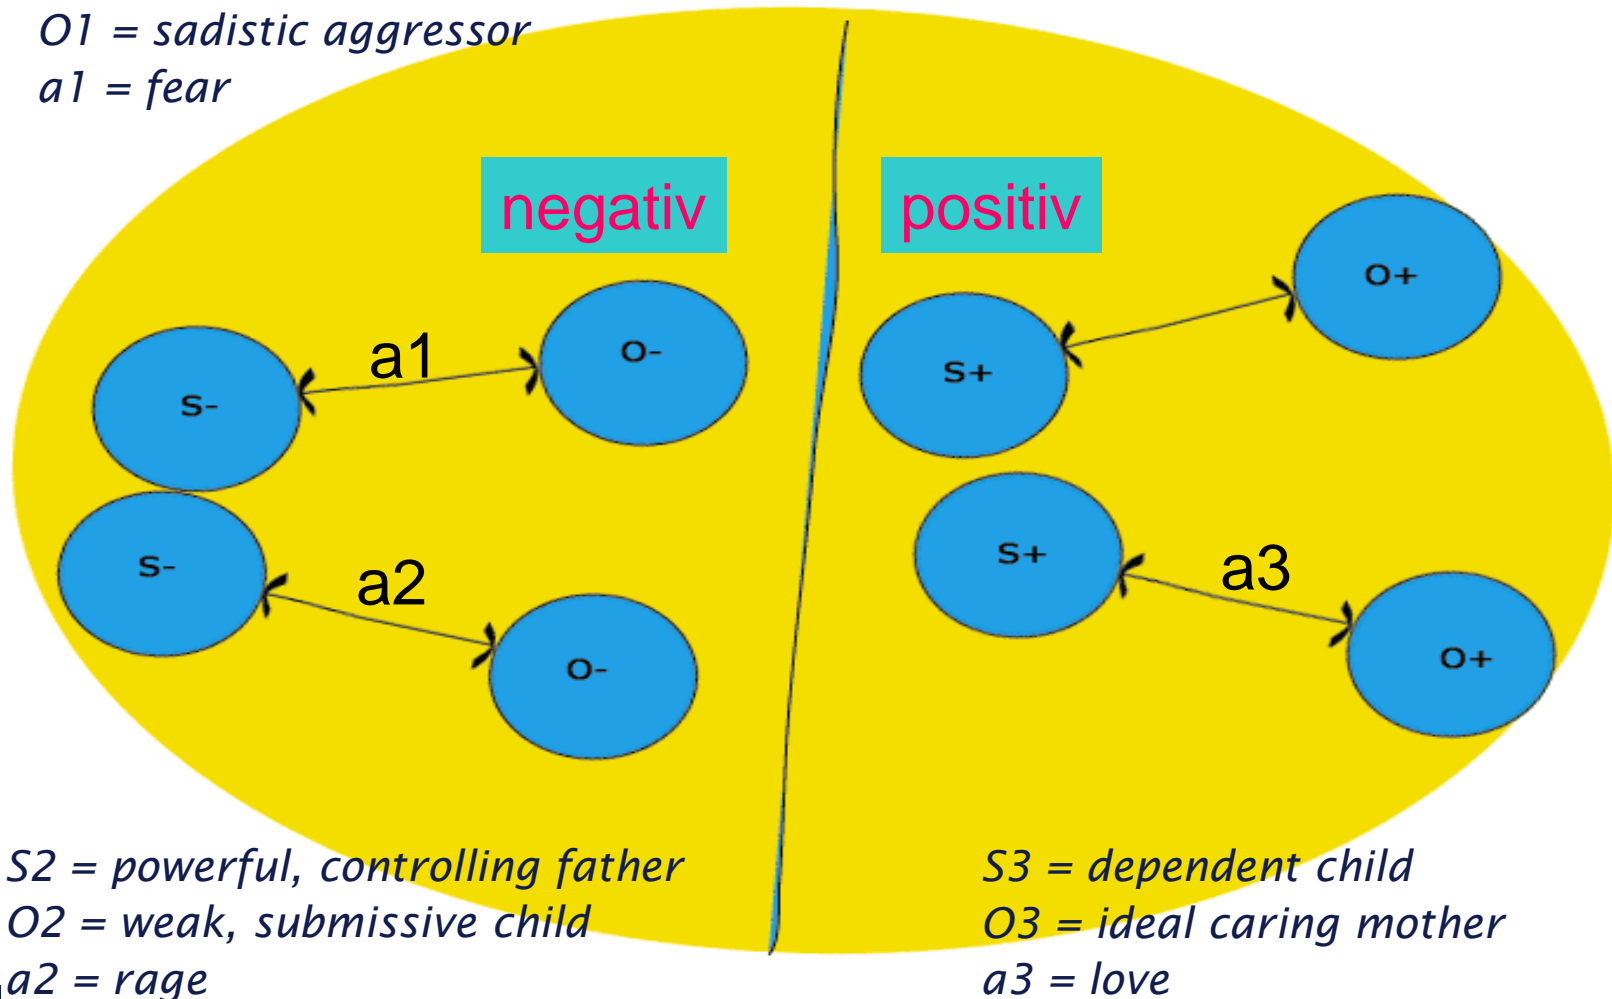 O1 = sadistic aggressor
a1 = fear
negativ
positiv
O+
a1
O-
S+
S-
S+
a3
S-
a2
O-
O+
S2 = powerful, controlling father
O2 = weak, submissive child
a2 = rage
S3 = dependent child
O3 = ideal caring mother
a3 = love